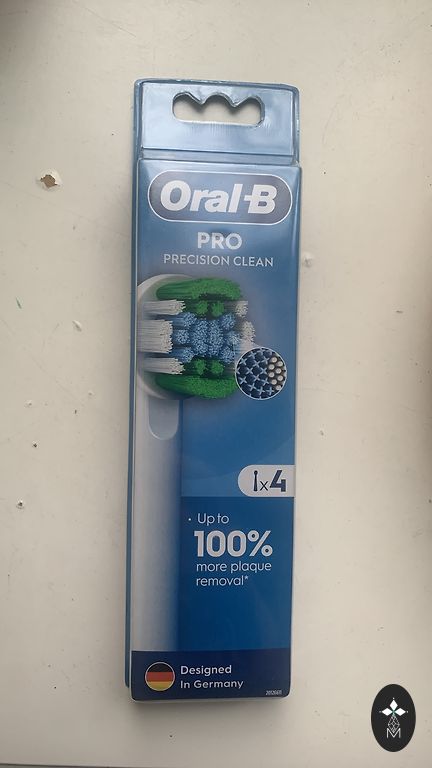 Oral-B
PRO
PRECISION CLEAN
x4
• Up to
100%
more plaque
removal*
Designed
In Germany
M